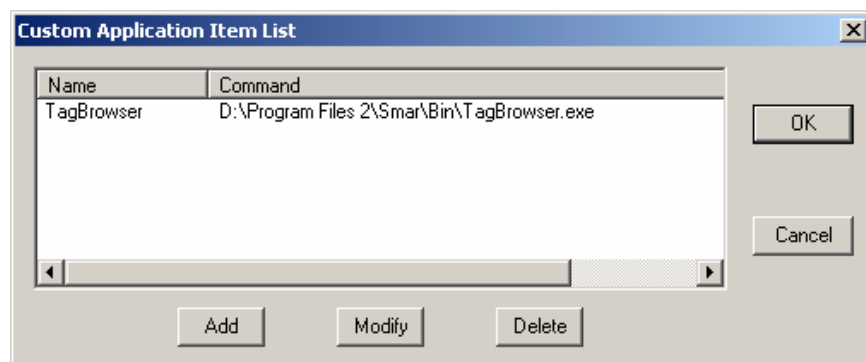 Custom Application Item List
Name Command
TagBrowser D:\Program Files 2\Smar\Bin\TagBrowser.exe
OK
Cancel
Add Modify Delete